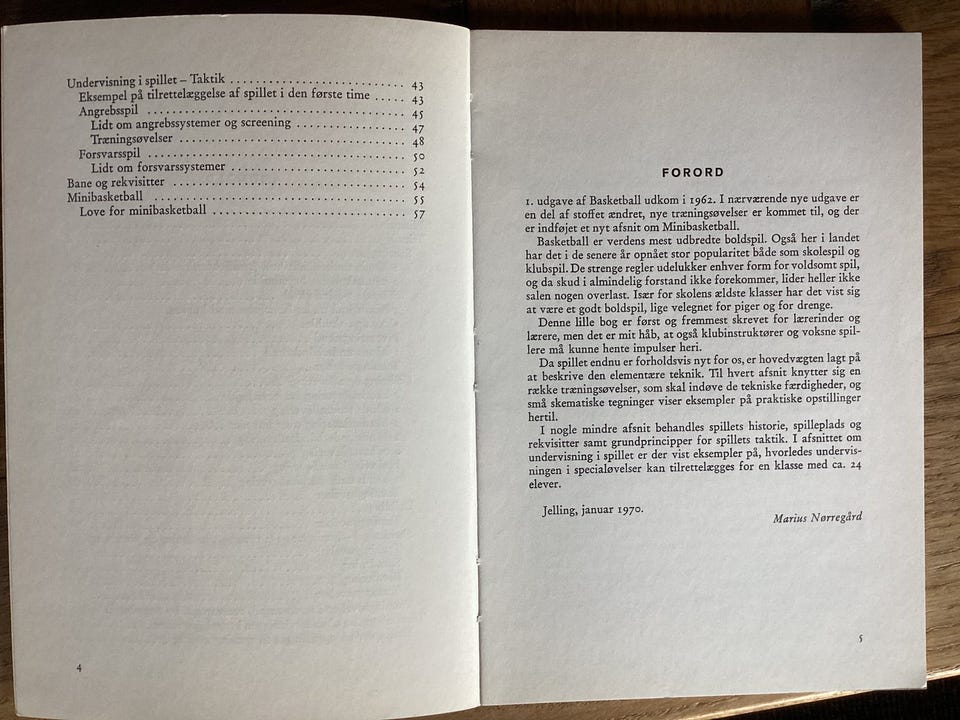 Undervisning i spillet – Taktik ........................... 43
Eksempel på tilrettelæggelse af spillet i den første time ..... 43
Angrebsspil ........................................ 45
Lidt om angrebssystemer og screening ................. 47
Træningsøvelser .................................... 48
Forsvarsspil ........................................ 50
Lidt om forsvarssystemer ............................ 52
Bane og rekvisitter .................................... 54
Minibasketball ........................................ 55
Love for minibasketball .............................. 57
4
FORORD
1. udgave af Basketball udkom i 1962. I nærværende nye udgave er
en del af stoffet ændret, nye træningsøvelser er kommet til, og der
er indføjet et nyt afsnit om Minibasketball.
Basketball er verdens mest udbredte boldspil. Også her i landet
har det i de senere år opnået stor popularitet både som skolespil og
klubspil. De strenge regler udelukker enhver form for voldsomt spil,
og da skud i almindelig forstand ikke forekommer, lider heller ikke
salen nogen overlast. Især for skolens ældste klasser har det vist sig
at være et godt boldspil, lige velegnet for piger og for drenge.
Denne lille bog er først og fremmest skrevet for lærerinder og
lærere, men det er mit håb, at også klubinstruktører og voksne spil-
lere må kunne hente impulser heri.
Da spillet endnu er forholdsvis nyt for os, er hovedvægten lagt på
at beskrive den elementære teknik. Til hvert afsnit knytter sig en
række træningsøvelser, som skal indøve de tekniske færdigheder, og
små skematiske tegninger viser eksempler på praktiske opstillinger
hertil.
I nogle mindre afsnit behandles spillets historie, spilleplads og
rekvisitter samt grundprincipper for spillets taktik. I afsnittet om
undervisning i spillet er der vist eksempler på, hvorledes undervis-
ningen i specialøvelser kan tilrettelægges for en klasse med ca. 24
elever.
Jelling, januar 1970.
Marius Nørregård
5